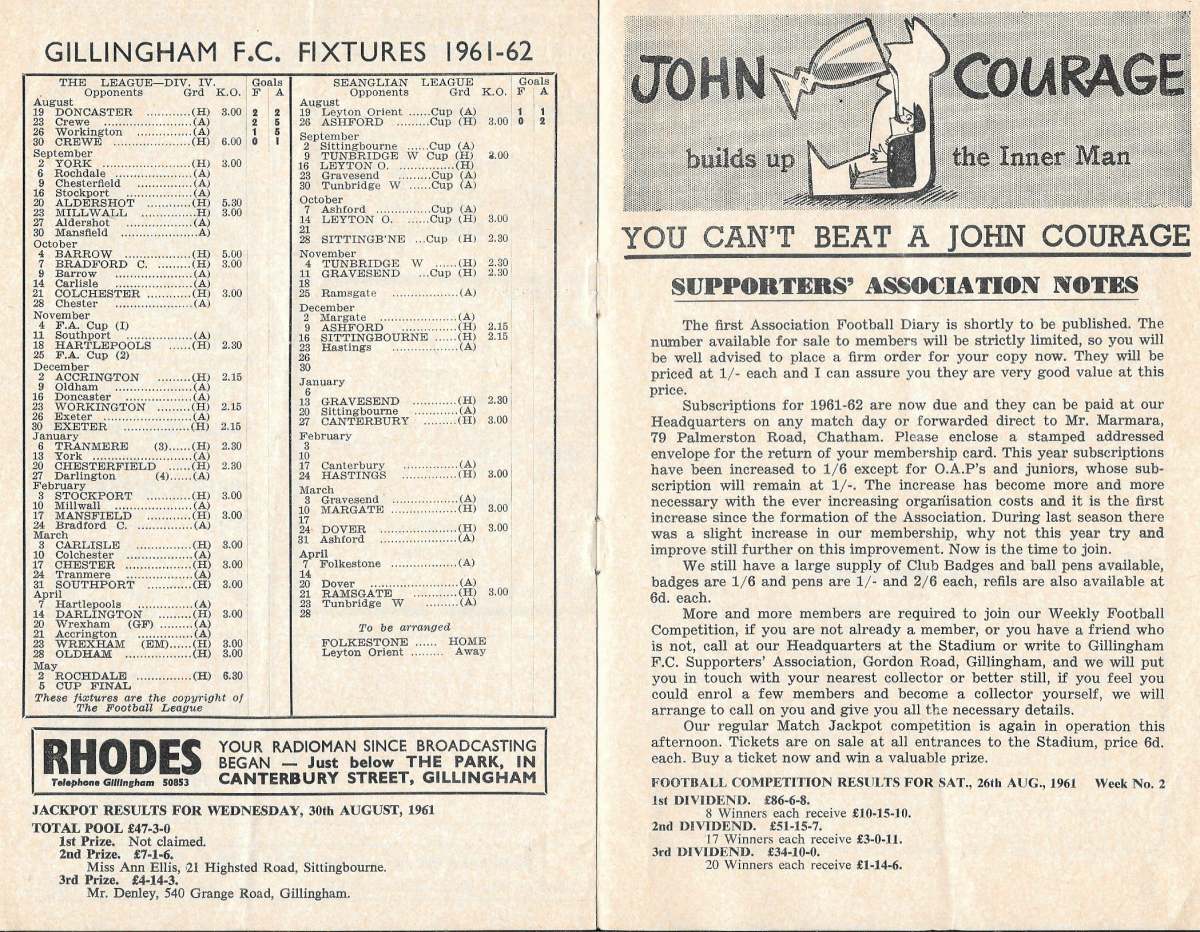 GILLINGHAM F.C. FIXTURES 1961-62
THE LEAGUE—DIV. IV. Goals
Opponents Grd K.O. F A
August
19 DONCASTER ............(H) 3.00 2 2
23 Crewe ..................(A) 2 5
26 Workington ............(A) 1 5
30 CREWE ..................(H) 6.00 0 1
September
2 YORK ..................(H) 3.00
6 Rochdale ...............(A)
9 Chesterfield ............(A)
16 Stockport ...............(A)
20 ALDERSHOT .........(H) 5.30
23 MILLWALL ............(H) 3.00
27 Aldershot ...............(A)
30 Mansfield ...............(A)
October
4 BARROW ...............(H) 5.00
7 BRADFORD C. .........(H) 3.00
9 Barrow ..................(A)
14 Carlisle ..................(A)
21 COLCHESTER .........(H) 3.00
28 Chester ..................(A)
November
4 F.A. Cup (1)
11 Southport ...............(A)
18 HARTLEPOOLS ......(H) 2.30
25 F.A. Cup (2)
December
2 ACCRINGTON .........(H) 2.15
9 Oldham ..................(A)
16 Doncaster ...............(A)
23 WORKINGTON .........(H) 2.15
26 Exeter ..................(A)
30 EXETER ...............(H) 2.15
January
6 TRANMERE (3)......(H) 2.30
13 York .....................(A)
20 CHESTERFIELD ......(H) 2.30
27 Darlington (4)......(A)
February
3 STOCKPORT .........(H) 3.00
10 Millwall ...............(A)
17 MANSFIELD .........(H) 3.00
24 Bradford C. ............(A)
March
3 CARLISLE ...............(H) 3.00
10 Colchester ...............(A)
17 CHESTER ...............(H) 3.00
24 Tranmere ...............(A)
31 SOUTHPORT .........(H) 3.00
April
7 Hartlepools ............(A)
14 DARLINGTON .........(H) 3.00
20 Wrexham (GF) .........(A)
21 Accrington ............(A)
23 WREXHAM (EM)......(H) 3.00
28 OLDHAM ...............(H) 3.00
May
2 ROCHDALE ............(H) 6.30
5 CUP FINAL
These fixtures are the copyright of
The Football League
SEANGLIAN LEAGUE Goals
Opponents Grd K.O. F A
August
19 Leyton Orient ......Cup (A) 1 1
26 ASHFORD .........Cup (H) 3.00 0 2
September
2 Sittingbourne ......Cup (A)
9 TUNBRIDGE W Cup (H) 3.00
16 LEYTON O. ............(H)
23 Gravesend ......Cup (A)
30 Tunbridge W ......Cup (A)
October
7 Ashford ...............Cup (A)
14 LEYTON O. ......Cup (H) 3.00
21
28 SITTINGB'NE ...Cup (H) 2.30
November
4 TUNBRIDGE W ......(H) 2.30
11 GRAVESEND ...Cup (H) 2.30
18
25 Ramsgate ...............(A)
December
2 Margate ..................(A)
9 ASHFORD ...............(H) 2.15
16 SITTINGBOURNE ......(H) 2.15
23 Hastings ...............(A)
26
30
January
6
13 GRAVESEND .........(H) 2.30
20 Sittingbourne .........(A)
27 CANTERBURY .........(H) 3.00
February
3
10
17 Canterbury ............(A)
24 HASTINGS ............(H) 3.00
March
3 Gravesend ............(A)
10 MARGATE ............(H) 3.00
17
24 DOVER ..................(H) 3.00
31 Ashford ..................(A)
April
7 Folkestone ............(A)
14
20 Dover ..................(A)
21 RAMSGATE ............(H) 3.00
23 Tunbridge W .........(A)
28
To be arranged
FOLKESTONE ...... HOME
Leyton Orient ........ Away
RHODES
Telephone Gillingham 50853
YOUR RADIOMAN SINCE BROADCASTING
BEGAN — Just below THE PARK, IN
CANTERBURY STREET, GILLINGHAM
JACKPOT RESULTS FOR WEDNESDAY, 30th AUGUST, 1961
TOTAL POOL £47-3-0
1st Prize. Not claimed.
2nd Prize. £7-1-6.
Miss Ann Ellis, 21 Highsted Road, Sittingbourne.
3rd Prize. £4-14-3.
Mr. Denley, 540 Grange Road, Gillingham.
JOHN COURAGE
builds up the Inner Man
YOU CAN'T BEAT A JOHN COURAGE
SUPPORTERS' ASSOCIATION NOTES
The first Association Football Diary is shortly to be published. The
number available for sale to members will be strictly limited, so you will
be well advised to place a firm order for your copy now. They will be
priced at 1/- each and I can assure you they are very good value at this
price.
Subscriptions for 1961-62 are now due and they can be paid at our
Headquarters on any match day or forwarded direct to Mr. Marmara,
79 Palmerston Road, Chatham. Please enclose a stamped addressed
envelope for the return of your membership card. This year subscriptions
have been increased to 1/6 except for O.A.P's and juniors, whose sub-
scription will remain at 1/-. The increase has become more and more
necessary with the ever increasing organisation costs and it is the first
increase since the formation of the Association. During last season there
was a slight increase in our membership, why not this year try and
improve still further on this improvement. Now is the time to join.
We still have a large supply of Club Badges and ball pens available,
badges are 1/6 and pens are 1/- and 2/6 each, refils are also available at
6d. each.
More and more members are required to join our Weekly Football
Competition, if you are not already a member, or you have a friend who
is not, call at our Headquarters at the Stadium or write to Gillingham
F.C. Supporters' Association, Gordon Road, Gillingham, and we will put
you in touch with your nearest collector or better still, if you feel you
could enrol a few members and become a collector yourself, we will
arrange to call on you and give you all the necessary details.
Our regular Match Jackpot competition is again in operation this
afternoon. Tickets are on sale at all entrances to the Stadium, price 6d.
each. Buy a ticket now and win a valuable prize.
FOOTBALL COMPETITION RESULTS FOR SAT., 26th AUG., 1961 Week No. 2
1st DIVIDEND. £86-6-8.
8 Winners each receive £10-15-10.
2nd DIVIDEND. £51-15-7.
17 Winners each receive £3-0-11.
3rd DIVIDEND. £34-10-0.
20 Winners each receive £1-14-6.